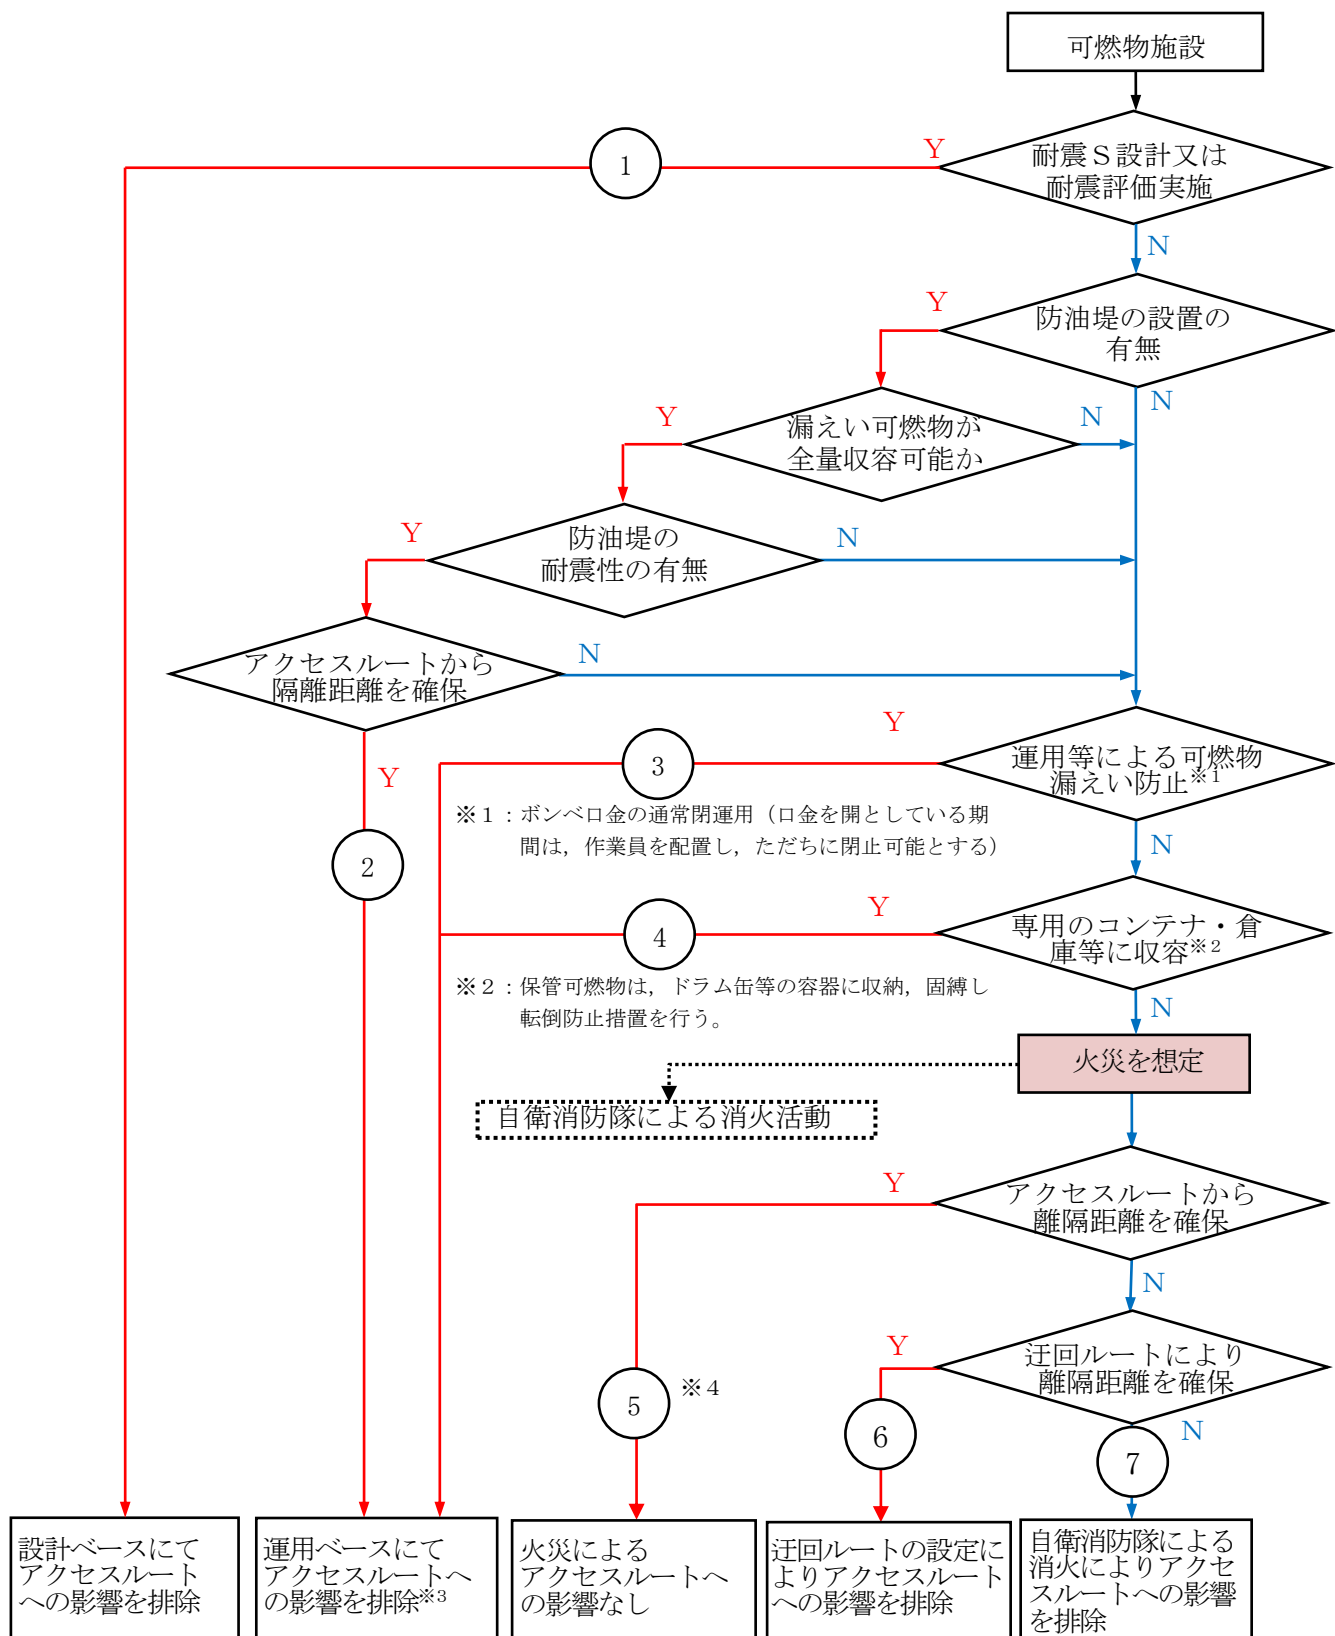 可燃物施設
1
Y
耐震Ｓ設計又は
耐震評価実施
N
Y
防油堤の設置の
有無
N
Y
漏えい可燃物が
全量収容可能か
N
Y
防油堤の
耐震性の有無
N
アクセスルートから
隔離距離を確保
N
Y
2
Y
3
運用等による可燃物
漏えい防止※1
※１：ボンベ口金の通常閉運用（口金を開としている期
間は，作業員を配置し，ただちに閉止可能とする）
N
Y
4
専用のコンテナ・倉
庫等に収容※2
※２：保管可燃物は，ドラム缶等の容器に収納，固縛し
転倒防止措置を行う。
N
火災を想定
自衛消防隊による消火活動
Y
アクセスルートから
離隔距離を確保
N
Y
迂回ルートにより
離隔距離を確保
5
※４
6
N
7
設計ベースにて
アクセスルート
への影響を排除
運用ベースにて
アクセスルートへ
の影響を排除※3
火災による
アクセスルートへ
の影響なし
迂回ルートの設定に
よりアクセスルート
への影響を排除
自衛消防隊による
消火によりアクセ
スルートへの影響
を排除